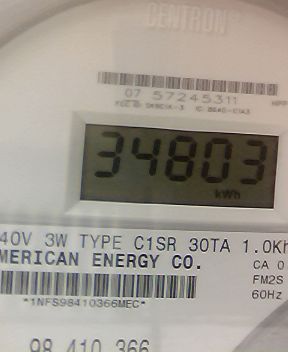 CENTRON
07 57245311
34803
kWh
40V 3W TYPE C1SR 30TA 1.0Kh
MERICAN ENERGY CO.
CA 0
FM2S
60Hz
*1NFS98410366MEC*
98 410 366